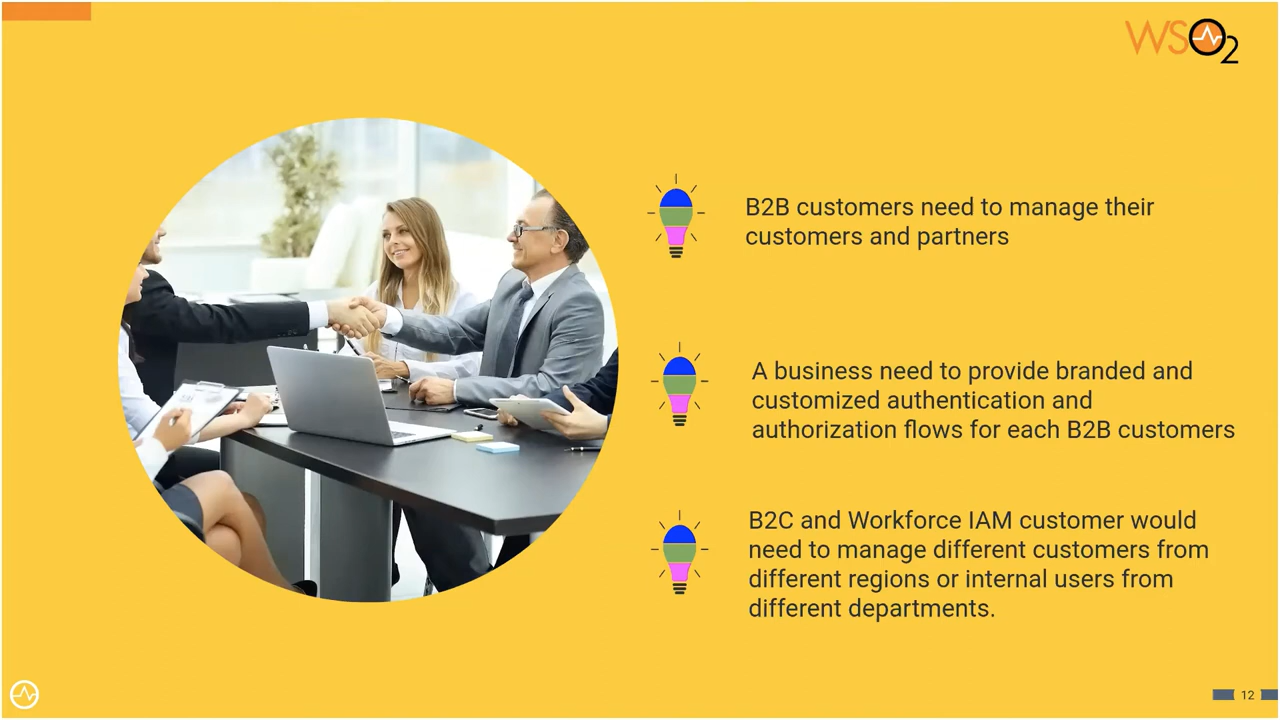 WSO2
B2B customers need to manage their
customers and partners
A business need to provide branded and
customized authentication and
authorization flows for each B2B customers
B2C and Workforce IAM customer would
need to manage different customers from
different regions or internal users from
different departments.
12